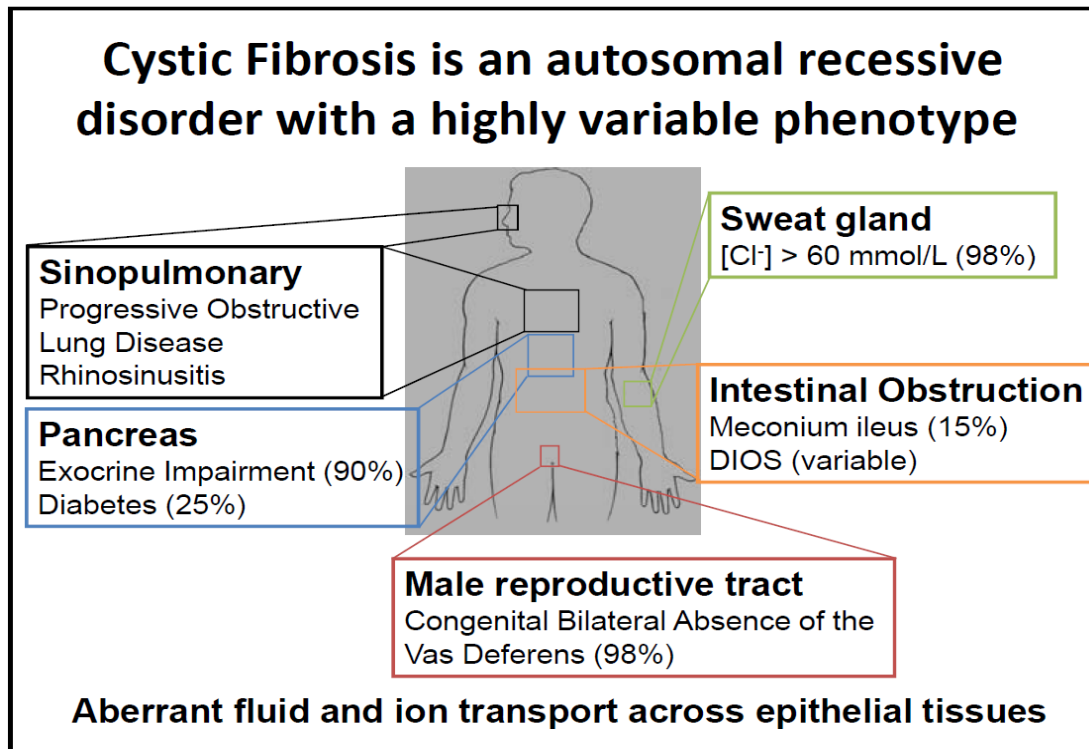 Cystic Fibrosis is an autosomal recessive
disorder with a highly variable phenotype
Sinopulmonary
Progressive Obstructive
Lung Disease
Rhinosinusitis
Pancreas
Exocrine Impairment (90%)
Diabetes (25%)
Sweat gland
[Cl⁻] > 60 mmol/L (98%)
Intestinal Obstruction
Meconium ileus (15%)
DIOS (variable)
Male reproductive tract
Congenital Bilateral Absence of the
Vas Deferens (98%)
Aberrant fluid and ion transport across epithelial tissues